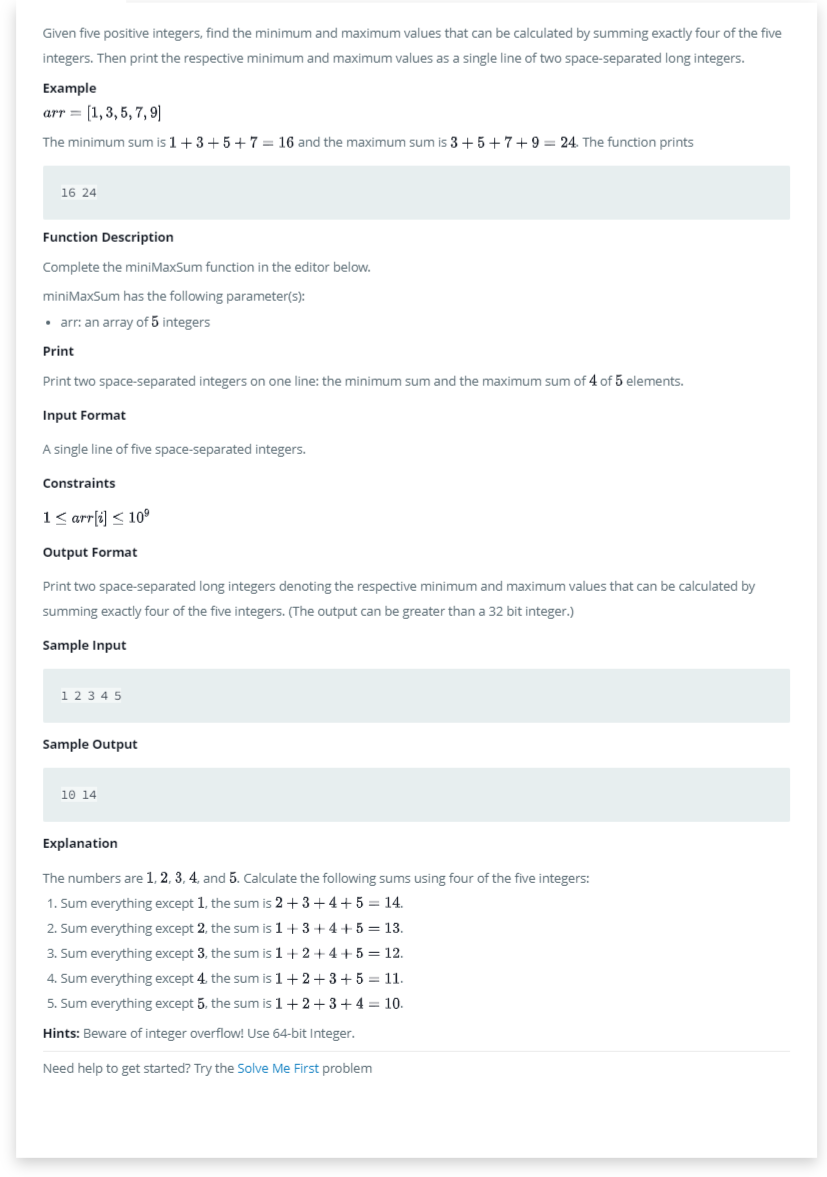 Given five positive integers, find the minimum and maximum values that can be calculated by summing exactly four of the five
integers. Then print the respective minimum and maximum values as a single line of two space-separated long integers.
Example
arr = [1, 3, 5, 7, 9]
The minimum sum is 1 + 3 + 5 + 7 = 16 and the maximum sum is 3 + 5 + 7 + 9 = 24. The function prints
16 24
Function Description
Complete the miniMaxSum function in the editor below.
miniMaxSum has the following parameter(s):
• arr: an array of 5 integers
Print
Print two space-separated integers on one line: the minimum sum and the maximum sum of 4 of 5 elements.
Input Format
A single line of five space-separated integers.
Constraints
1 ≤ arr[i] ≤ 10⁹
Output Format
Print two space-separated long integers denoting the respective minimum and maximum values that can be calculated by
summing exactly four of the five integers. (The output can be greater than a 32 bit integer.)
Sample Input
1 2 3 4 5
Sample Output
10 14
Explanation
The numbers are 1, 2, 3, 4, and 5. Calculate the following sums using four of the five integers:
1. Sum everything except 1, the sum is 2 + 3 + 4 + 5 = 14.
2. Sum everything except 2, the sum is 1 + 3 + 4 + 5 = 13.
3. Sum everything except 3, the sum is 1 + 2 + 4 + 5 = 12.
4. Sum everything except 4, the sum is 1 + 2 + 3 + 5 = 11.
5. Sum everything except 5, the sum is 1 + 2 + 3 + 4 = 10.
Hints: Beware of integer overflow! Use 64-bit Integer.
Need help to get started? Try the Solve Me First problem